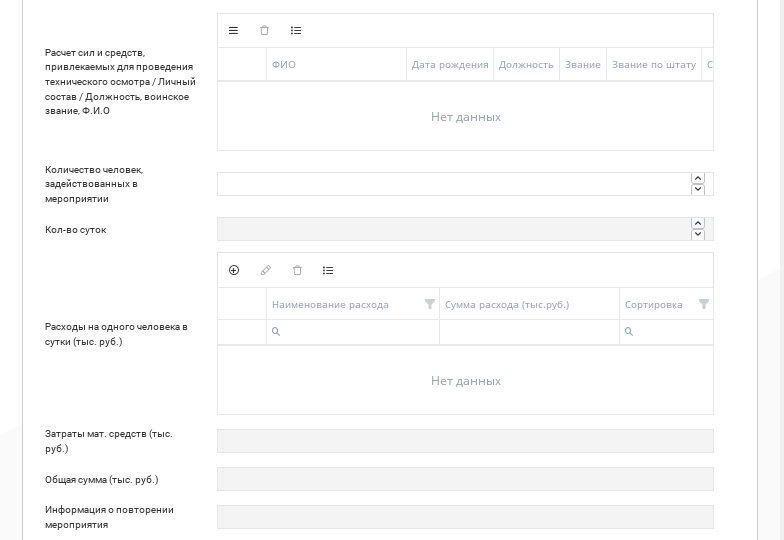 Расчет сил и средств,
привлекаемых для проведения
технического осмотра / Личный
состав / Должность, воинское
звание, Ф.И.О
ФИО
Дата рождения
Должность
Звание
Звание по штату
С
Нет данных
Количество человек,
задействованных в
мероприятии
Кол-во суток
Расходы на одного человека в
сутки (тыс. руб.)
Наименование расхода
Сумма расхода (тыс.руб.)
Сортировка
Нет данных
Затраты мат. средств (тыс.
руб.)
Общая сумма (тыс. руб.)
Информация о повторении
мероприятия